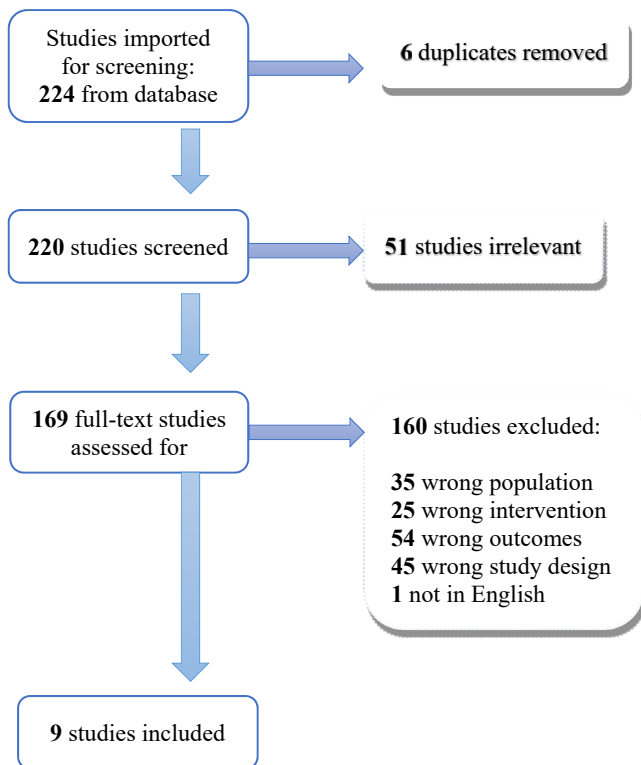 Studies imported
for screening:
224 from database
6 duplicates removed
220 studies screened
51 studies irrelevant
169 full-text studies
assessed for
160 studies excluded:
35 wrong population
25 wrong intervention
54 wrong outcomes
45 wrong study design
1 not in English
9 studies included